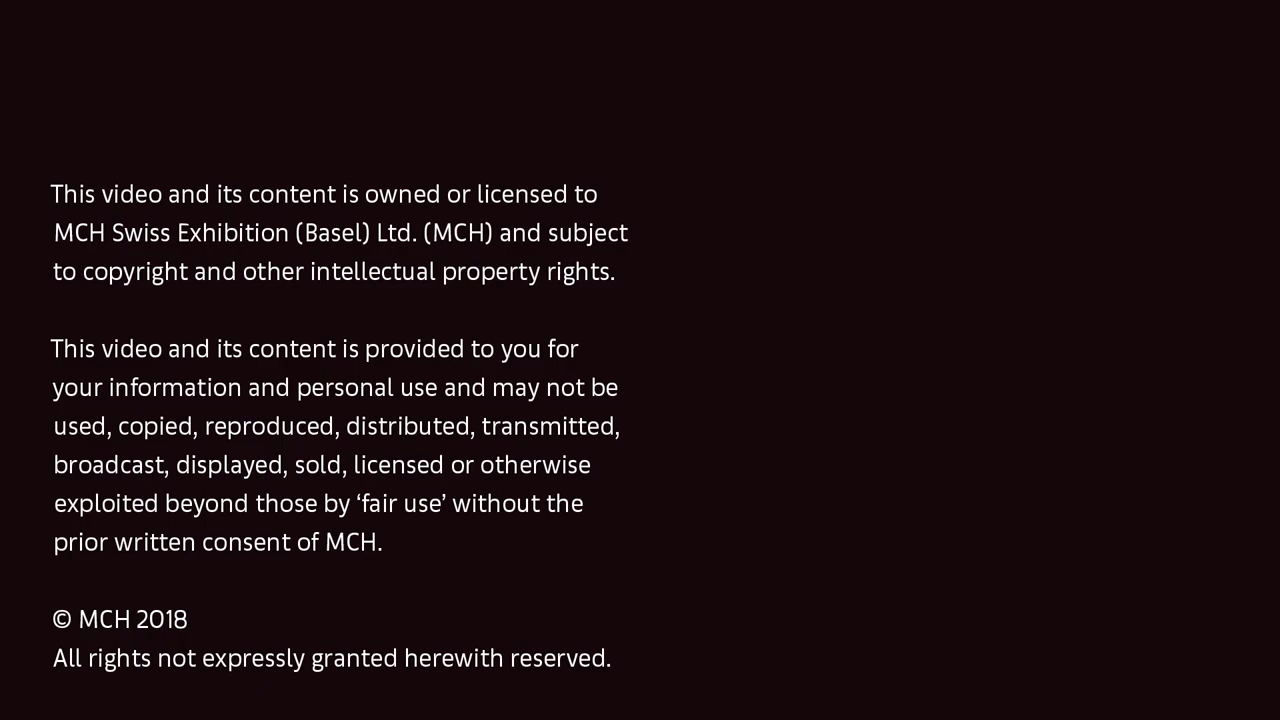 This video and its content is owned or licensed to
MCH Swiss Exhibition (Basel) Ltd. (MCH) and subject
to copyright and other intellectual property rights.
This video and its content is provided to you for
your information and personal use and may not be
used, copied, reproduced, distributed, transmitted,
broadcast, displayed, sold, licensed or otherwise
exploited beyond those by ‘fair use’ without the
prior written consent of MCH.
© MCH 2018
All rights not expressly granted herewith reserved.